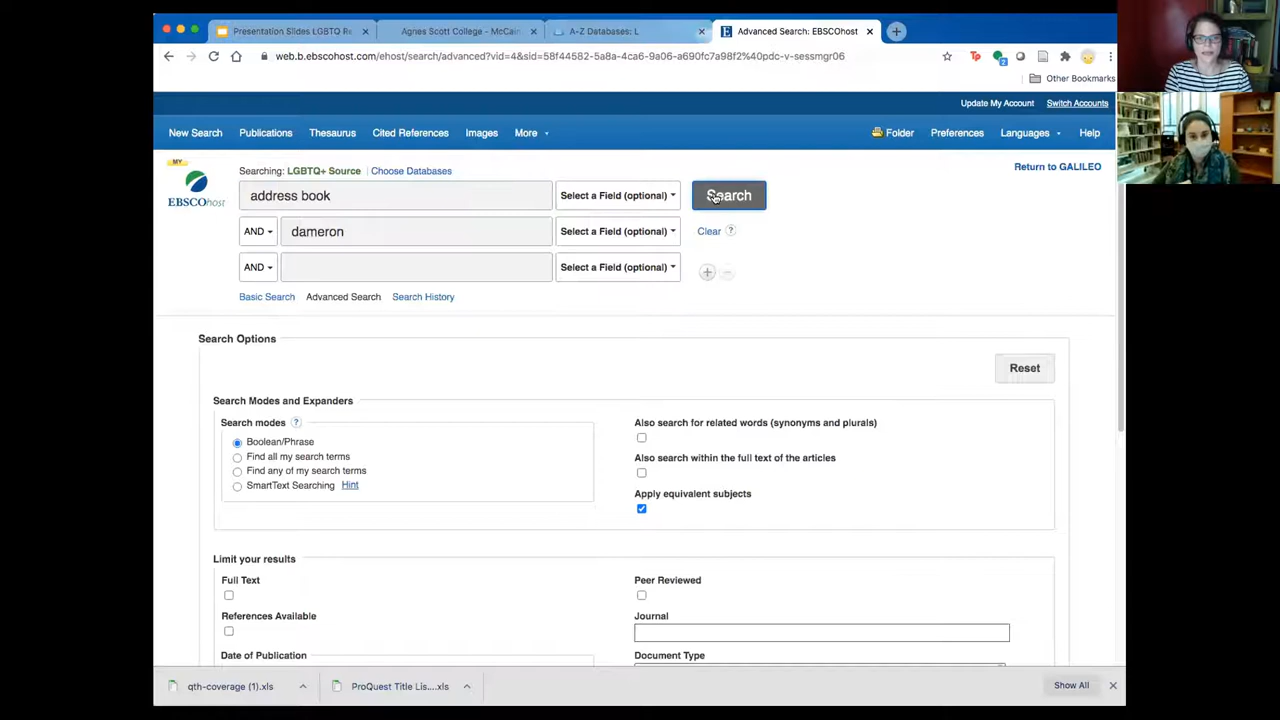 Presentation Slides LGBTQ Re
Agnes Scott College - McCain
A-Z Databases: L
Advanced Search: EBSCOhost
web.b.ebscohost.com/ehost/search/advanced?vid=4&sid=58f44582-5a8a-4ca6-9a06-a690fc7a98f2%40pdc-v-sessmgr06
Other Bookmarks
Update My Account
Switch Accounts
New Search
Publications
Thesaurus
Cited References
Images
More
Folder
Preferences
Languages
Help
MY
EBSCOhost
Searching: LGBTQ+ Source
Choose Databases
Return to GALILEO
address book
Select a Field (optional)
Search
AND
dameron
Select a Field (optional)
Clear
AND
Select a Field (optional)
Basic Search
Advanced Search
Search History
Search Options
Reset
Search Modes and Expanders
Search modes
Boolean/Phrase
Find all my search terms
Find any of my search terms
SmartText Searching
Hint
Also search for related words (synonyms and plurals)
Also search within the full text of the articles
Apply equivalent subjects
Limit your results
Full Text
References Available
Date of Publication
Peer Reviewed
Journal
Document Type
qth-coverage (1).xls
ProQuest Title Lis....xls
Show All